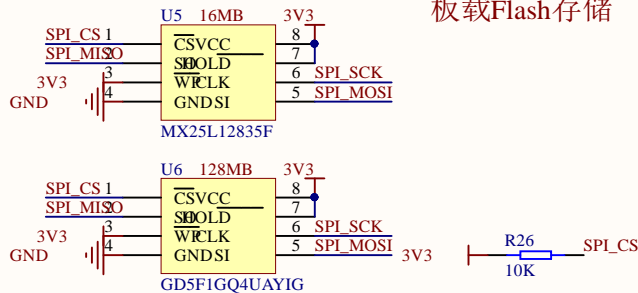 板载Flash存储
U5 16MB 3V3
SPI_CS 1 CS VCC 8
SPI_MISO 2 SO HOLD 7
3V3 3 WP CLK 6 SPI_SCK
GND 4 GND SI 5 SPI_MOSI
MX25L12835F
U6 128MB 3V3
SPI_CS 1 CS VCC 8
SPI_MISO 2 SO HOLD 7
3V3 3 WP CLK 6 SPI_SCK
GND 4 GND SI 5 SPI_MOSI
GD5F1GQ4UAYIG
3V3 R26 SPI_CS
10K